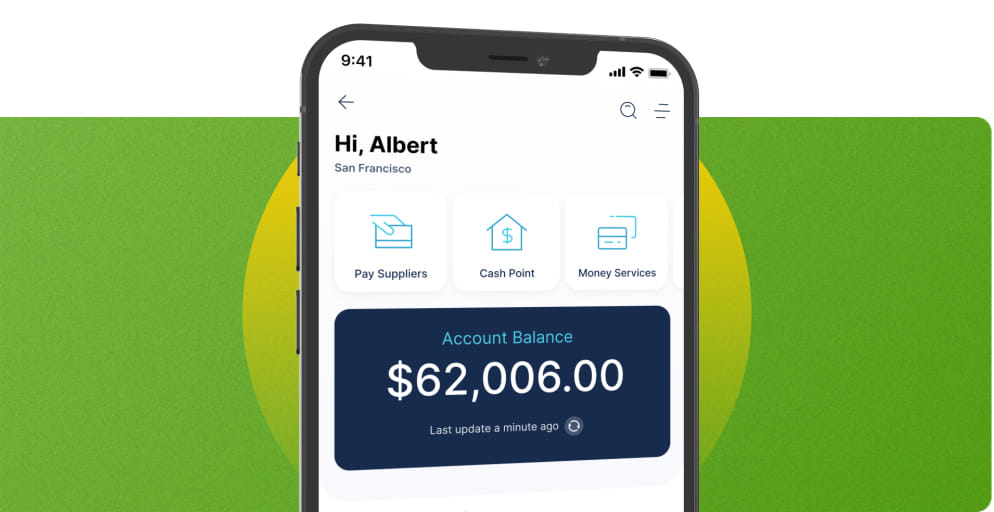 9:41
Hi, Albert
San Francisco
Pay Suppliers
Cash Point
$
Money Services
Account Balance
$62,006.00
Last update a minute ago